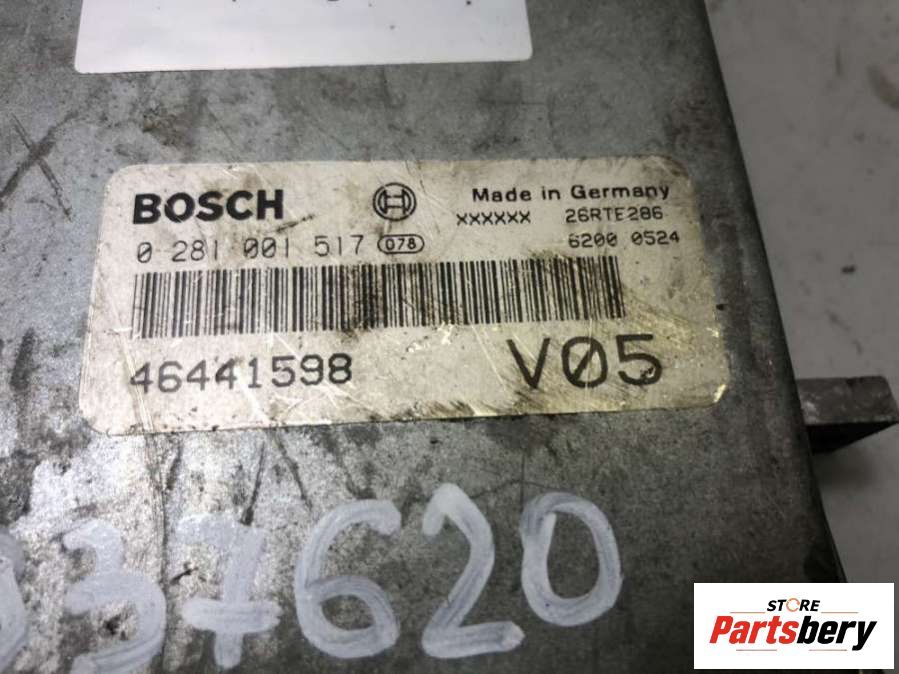 BOSCH Made in Germany
xxxxxx 26RTE286
0 281 001 517 078 6200 0524
46441598 V05
37620
STORE
Partsbery